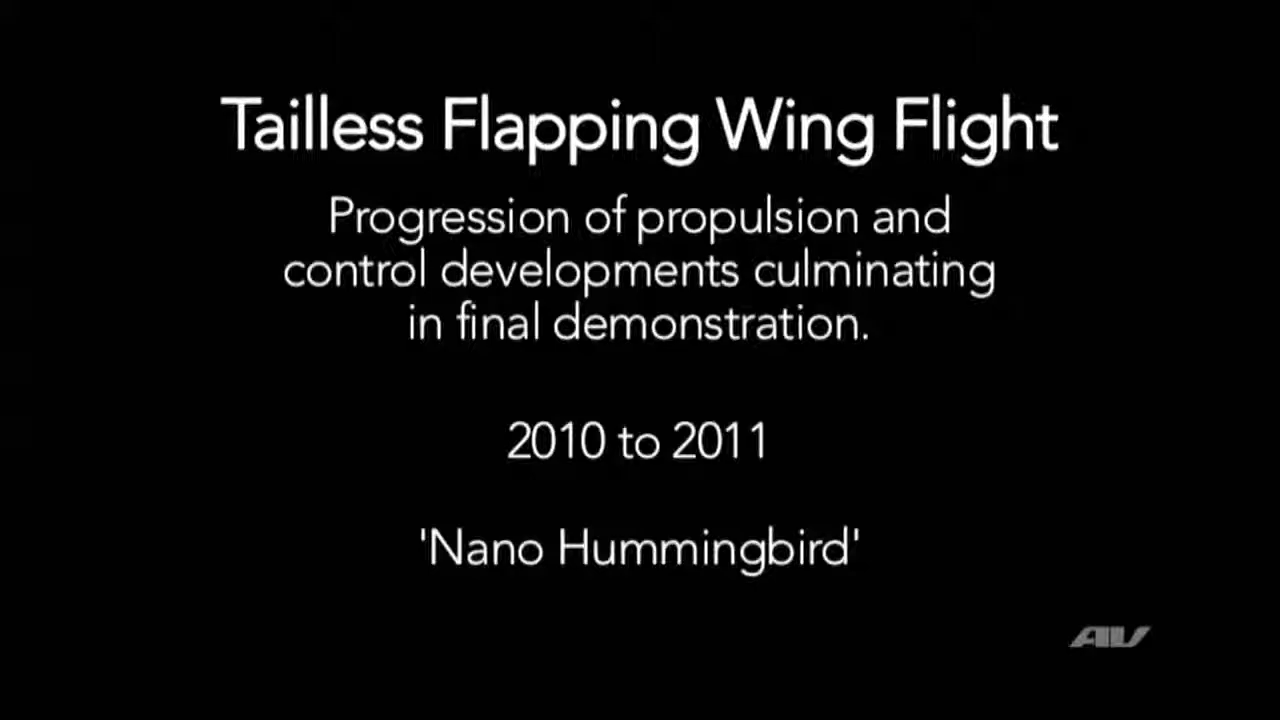 Tailless Flapping Wing Flight
Progression of propulsion and
control developments culminating
in final demonstration.
2010 to 2011
'Nano Hummingbird'
AV